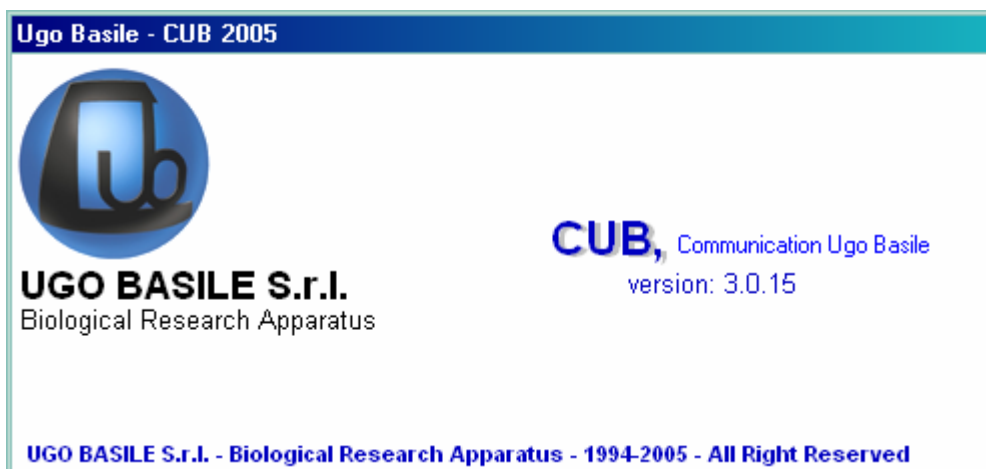 Ugo Basile - CUB 2005
Ub
UGO BASILE S.r.l.
Biological Research Apparatus
CUB, Communication Ugo Basile
version: 3.0.15
UGO BASILE S.r.l. - Biological Research Apparatus - 1994-2005 - All Right Reserved